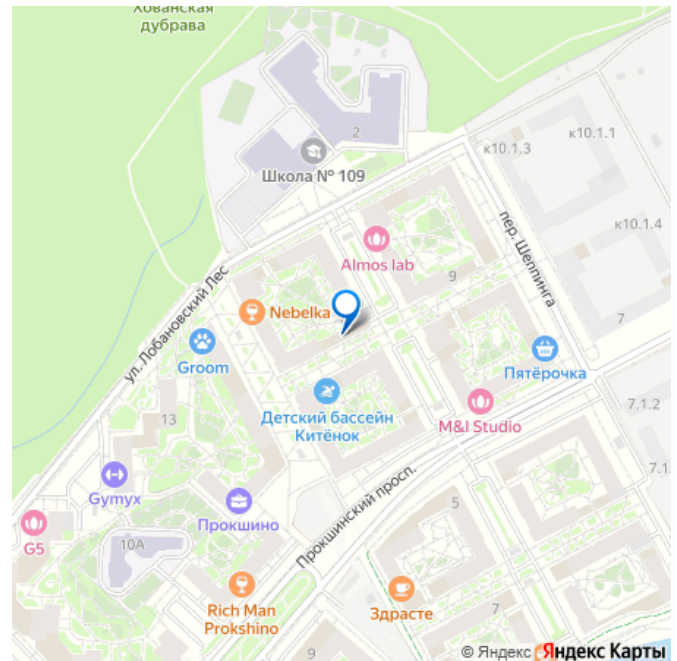 Хованская
дубрава
2
Школа № 109
к10.1.1
к10.1.3
к10.1.4
пер. Шеппинга
Almos lab
9
ул. Лобановский Лес
Nebelka
7
Groom
Пятёрочка
Детский бассейн
Китёнок
M&I Studio
7.1.2
13
Прокшинский просп.
7.1
Gymyx
Прокшино
5
G5
10А
Rich Man
Prokshino
Здрасте
7
9
© Яндекс
Яндекс Карты